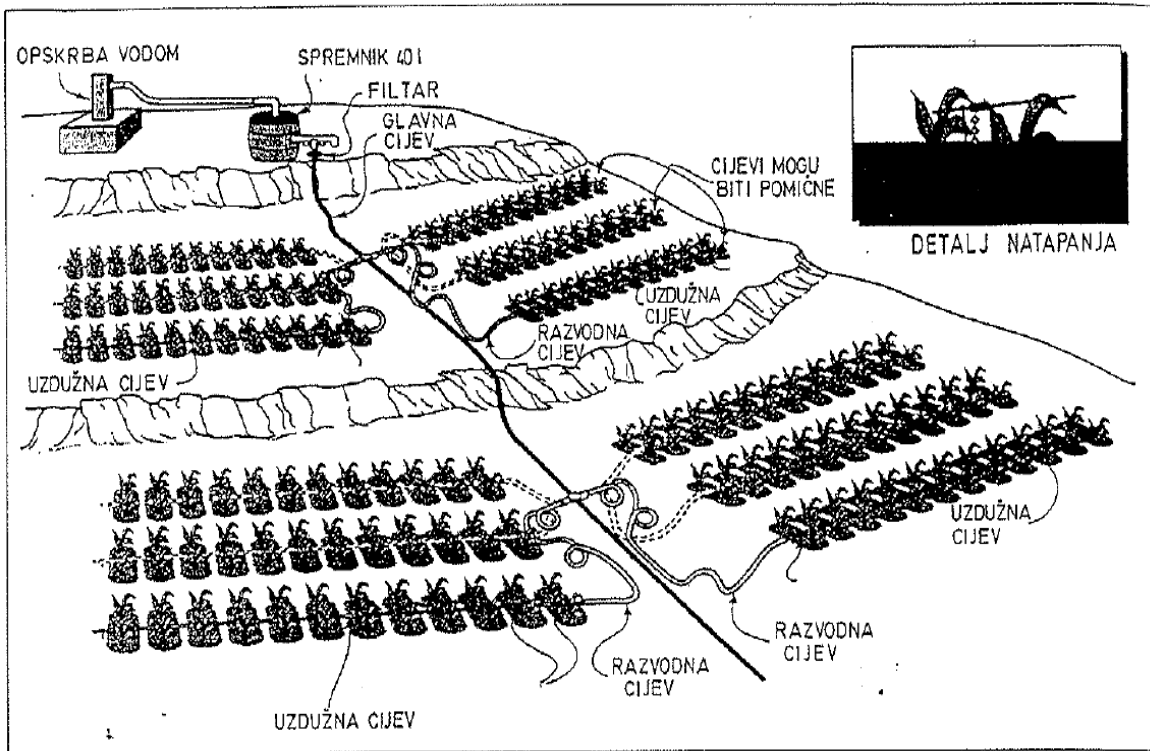 OPSKRBA VODOM
SPREMNIK 40 l
FILTAR
GLAVNA
CIJEV
CIJEVI MOGU
BITI POMIČNE
DETALJ NATAPANJA
UZDUŽNA
CIJEV
RAZVODNA
CIJEV
UZDUŽNA CIJEV
UZDUŽNA
CIJEV
RAZVODNA
CIJEV
RAZVODNA
CIJEV
UZDUŽNA CIJEV